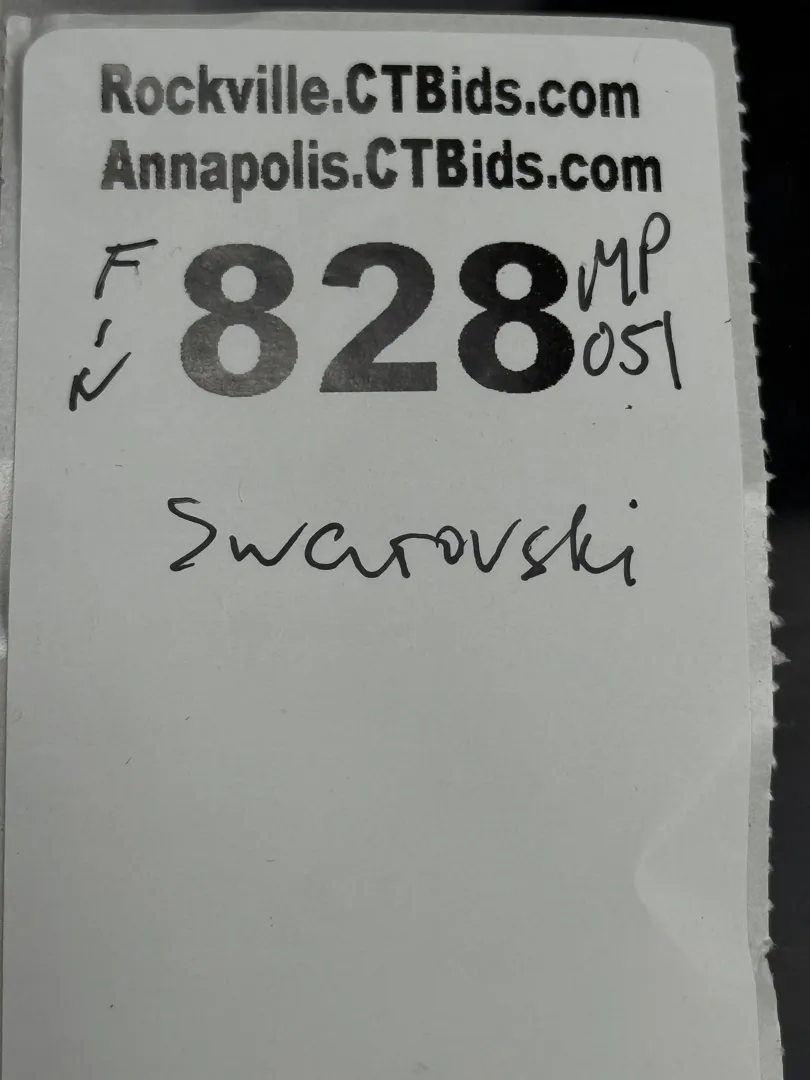 Rockville.CTBids.com
Annapolis.CTBids.com
F-N 828 MP
051
Swarovski